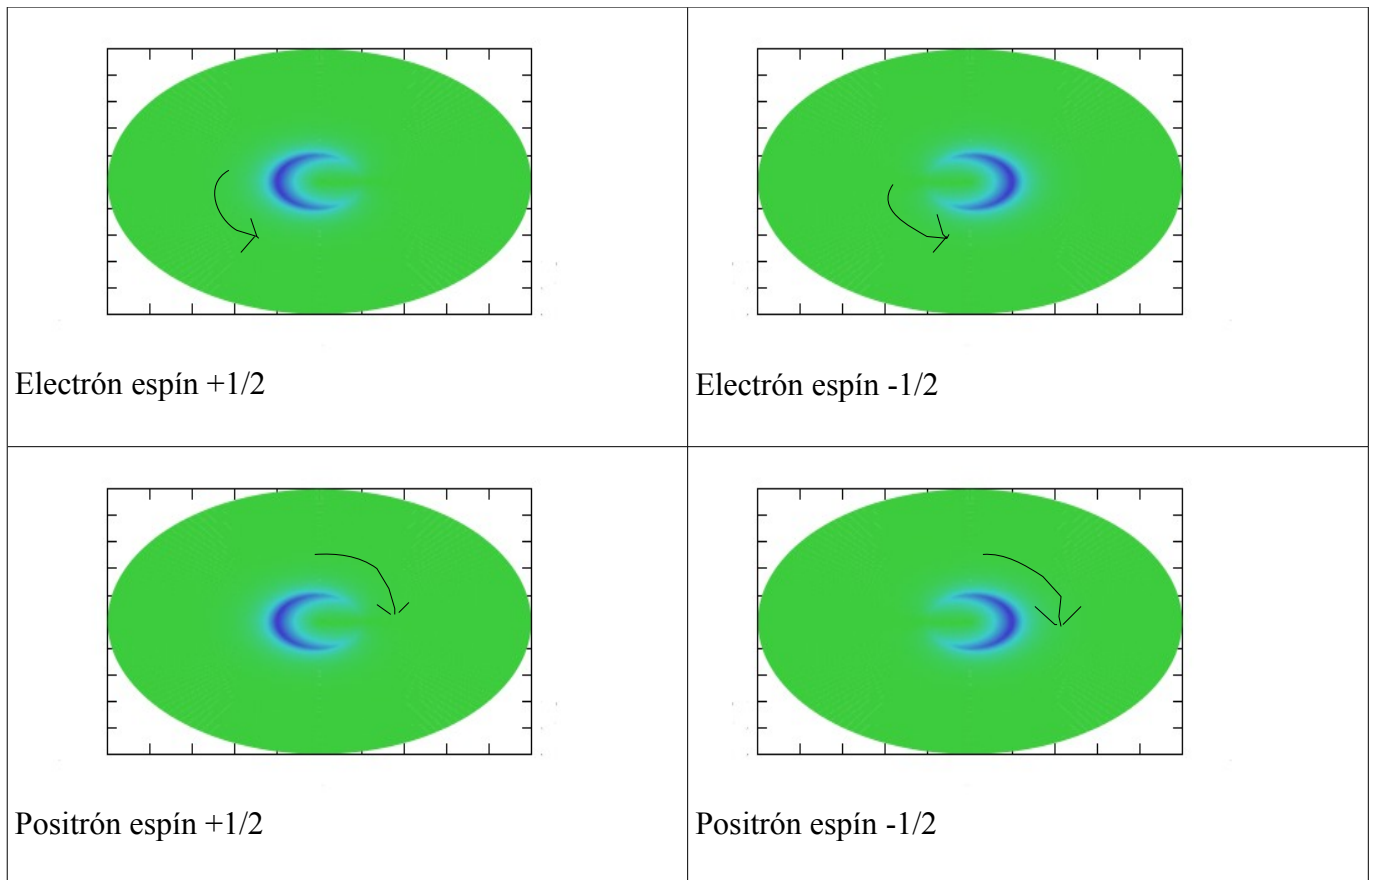 Electrón espín +1/2
Electrón espín -1/2
Positrón espín +1/2
Positrón espín -1/2